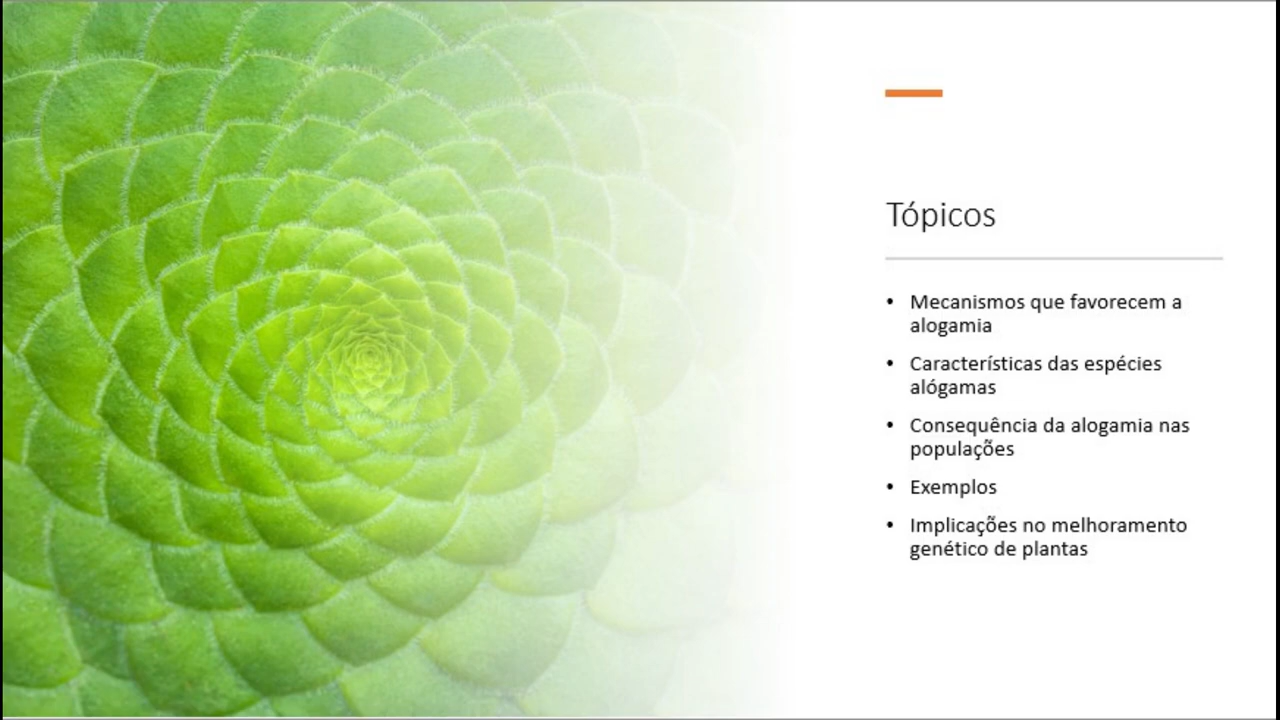 Tópicos
• Mecanismos que favorecem a
alogamia
• Características das espécies
alógamas
• Consequência da alogamia nas
populações
• Exemplos
• Implicações no melhoramento
genético de plantas